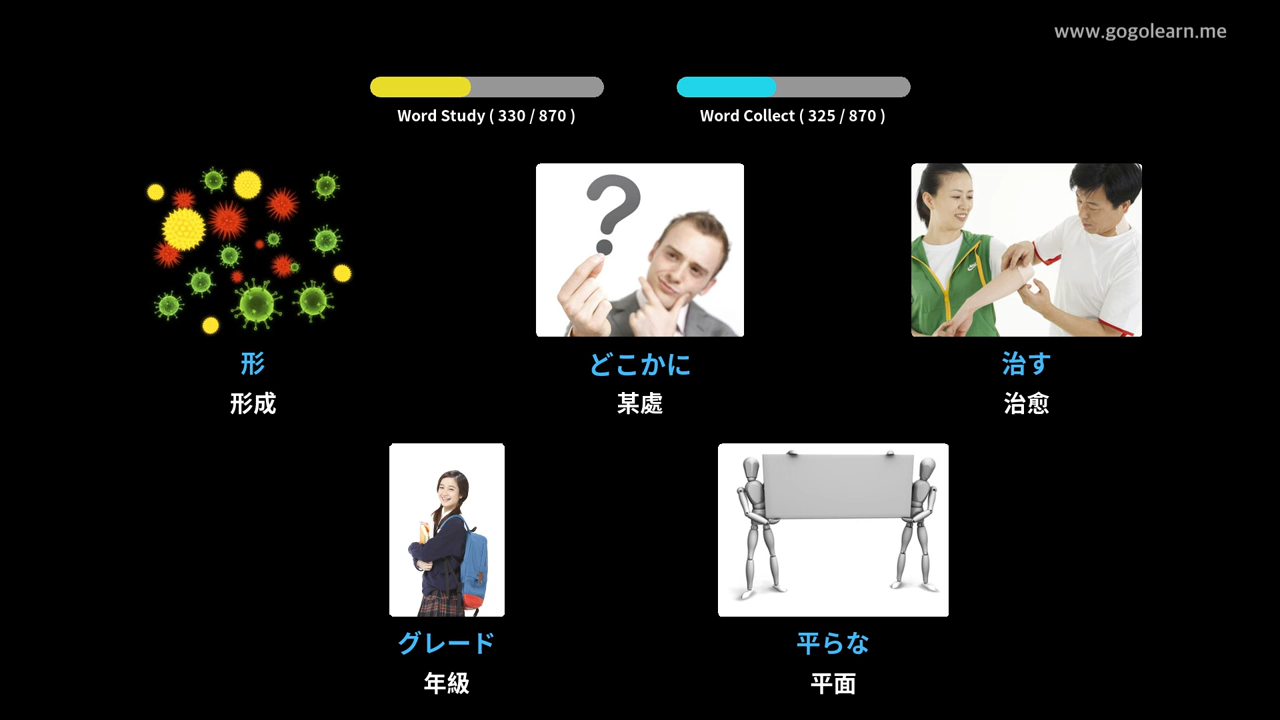 www.gogolearn.me
Word Study ( 330 / 870 )
Word Collect ( 325 / 870 )
形
形成
どこかに
某處
治す
治愈
グレード
年級
平らな
平面